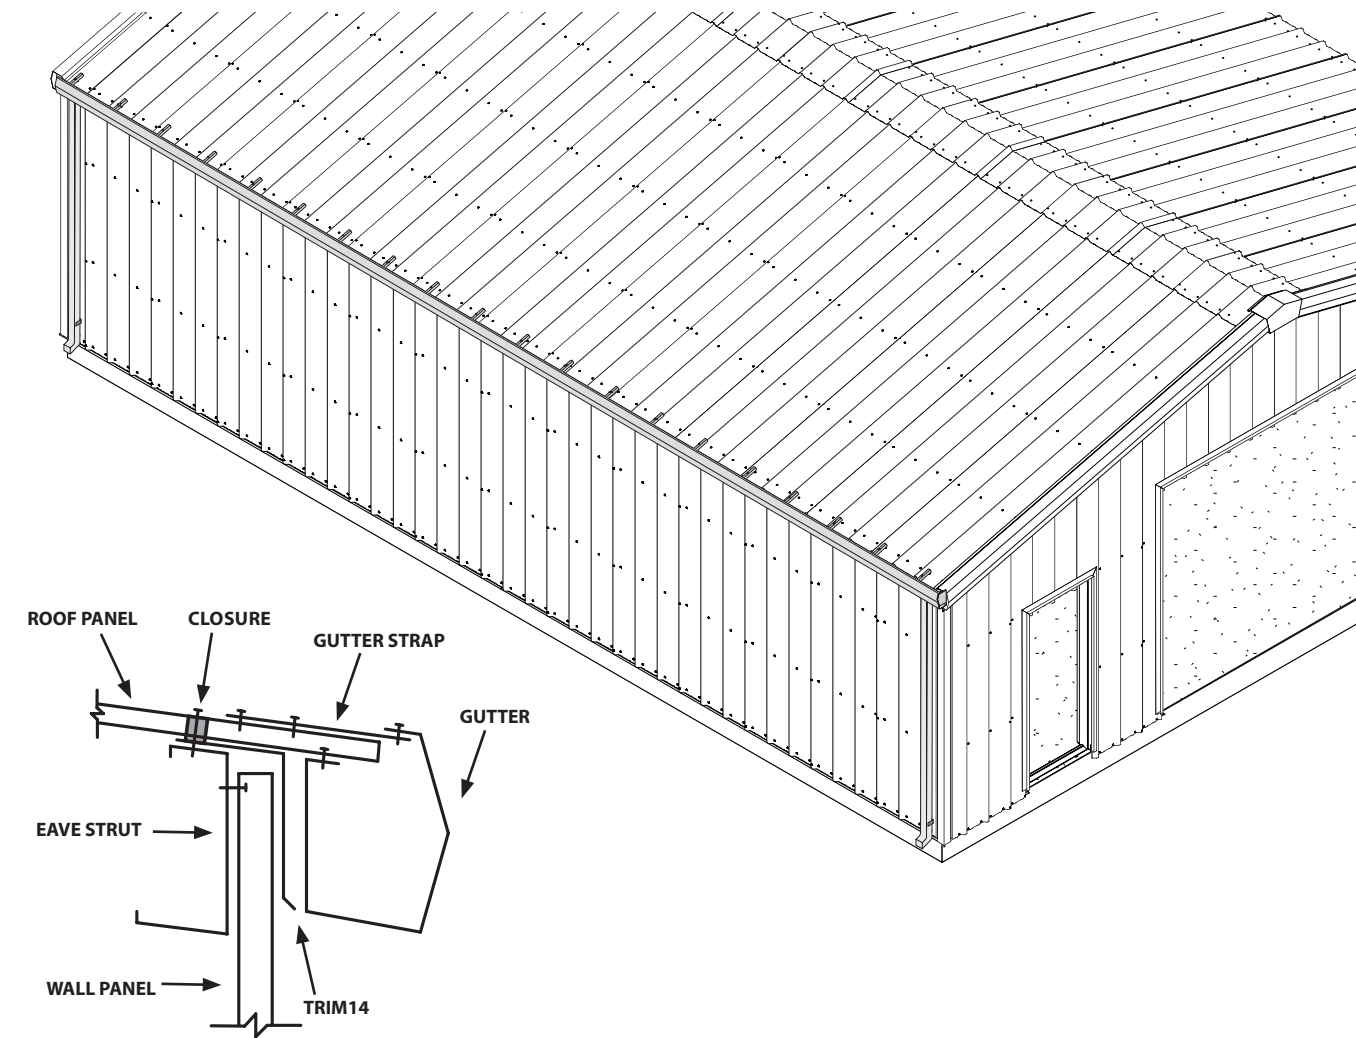 ROOF PANEL
CLOSURE
GUTTER STRAP
GUTTER
EAVE STRUT
WALL PANEL
TRIM14